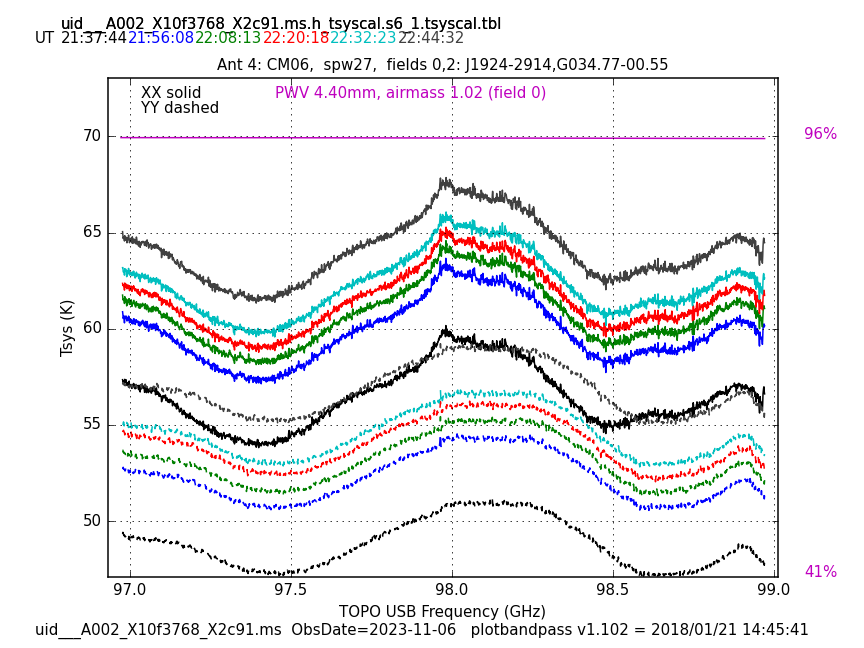 uid___A002_X10f3768_X2c91.ms.h_tsyscal.s6_1.tsyscal.tbl
UT 21:37:44 21:56:08 22:08:13 22:20:18 22:32:23 22:44:32
Ant 4: CM06,  spw27,  fields 0,2: J1924-2914,G034.77-00.55
XX solid
YY dashed
PWV 4.40mm, airmass 1.02 (field 0)
96%
70
65
60
55
50
Tsys (K)
41%
97.0 97.5 98.0 98.5 99.0
TOPO USB Frequency (GHz)
uid___A002_X10f3768_X2c91.ms  ObsDate=2023-11-06   plotbandpass v1.102 = 2018/01/21 14:45:41